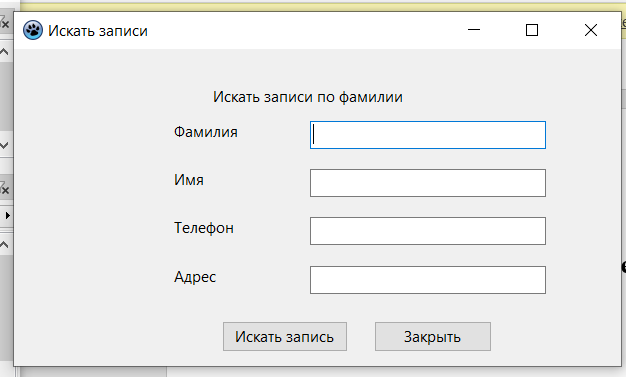 Искать записи
Искать записи по фамилии
Фамилия
Имя
Телефон
Адрес
Искать запись
Закрыть